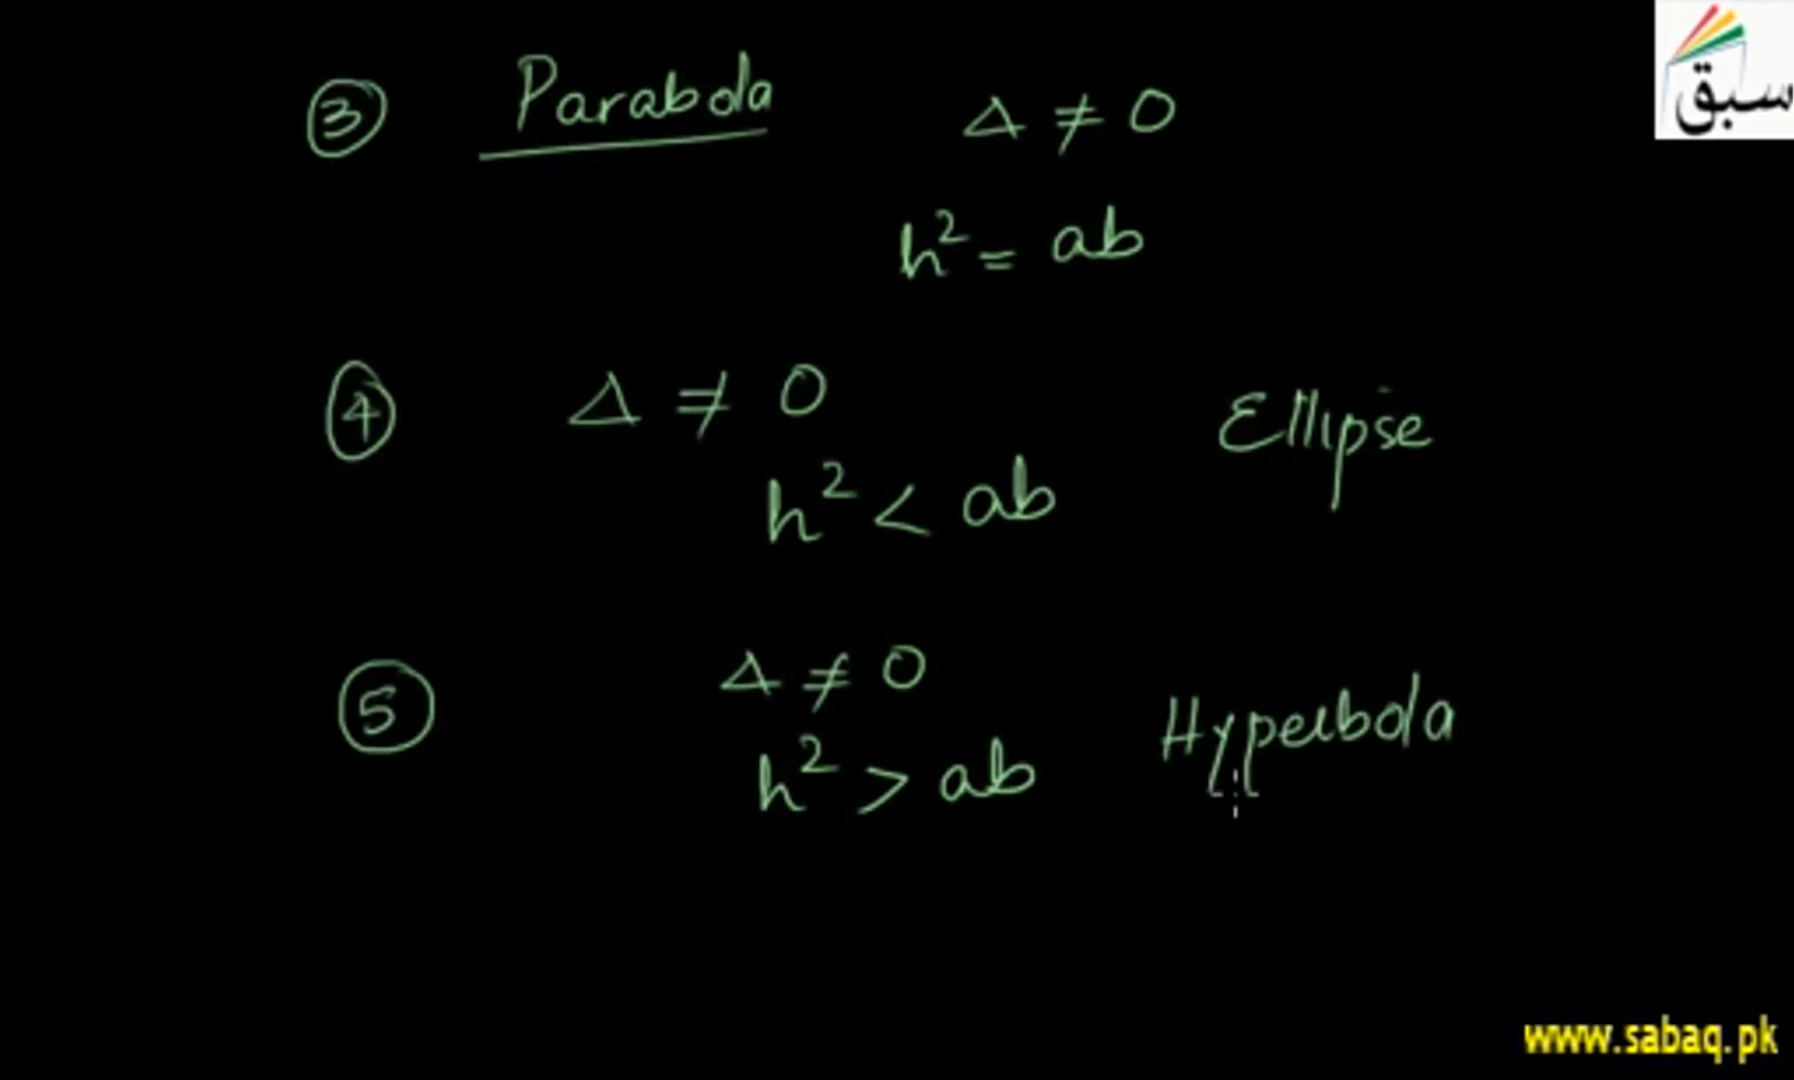 سبق
③ Parabola Δ ≠ 0
h² = ab
④ Δ ≠ 0 Ellipse
h² < ab
⑤ Δ ≠ 0 Hyperbola
h² > ab
www.sabaq.pk